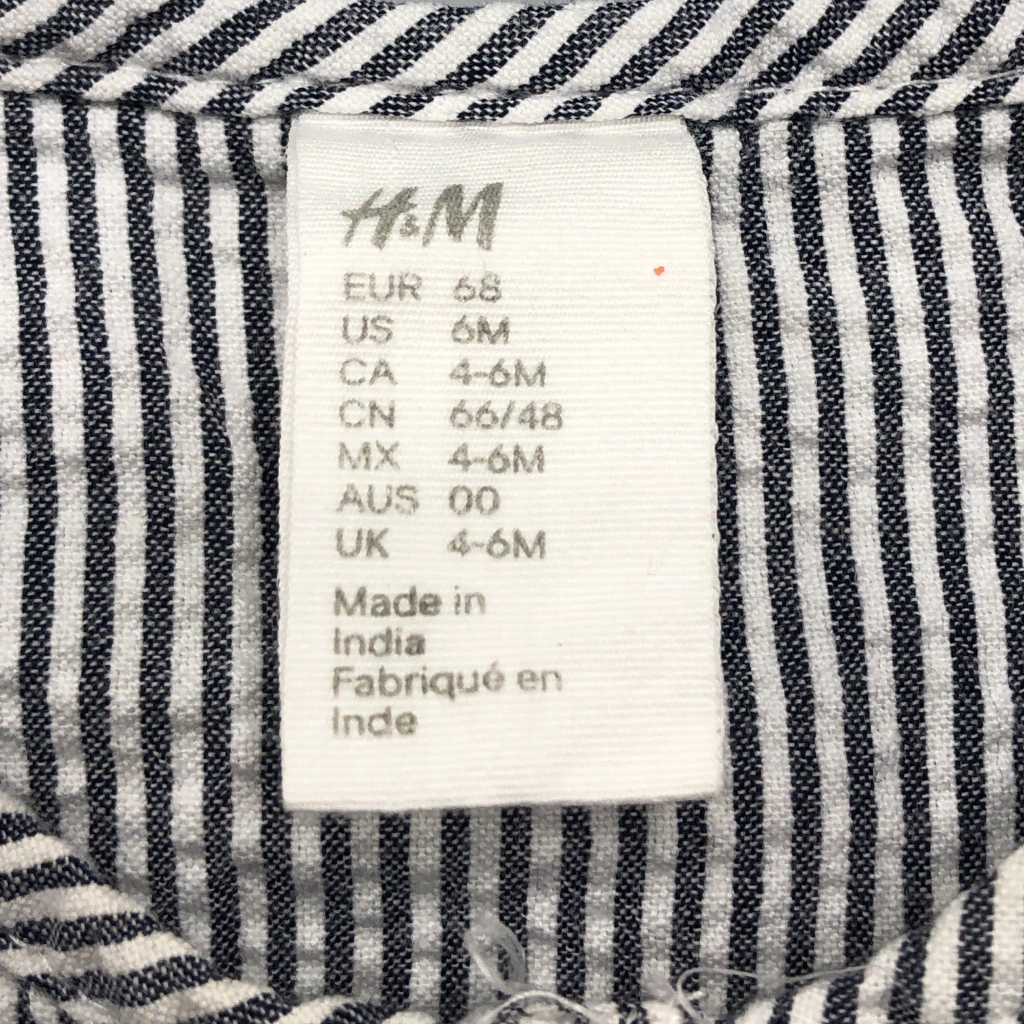 H&M
EUR 68
US 6M
CA 4-6M
CN 66/48
MX 4-6M
AUS 00
UK 4-6M
Made in
India
Fabriqué en
Inde